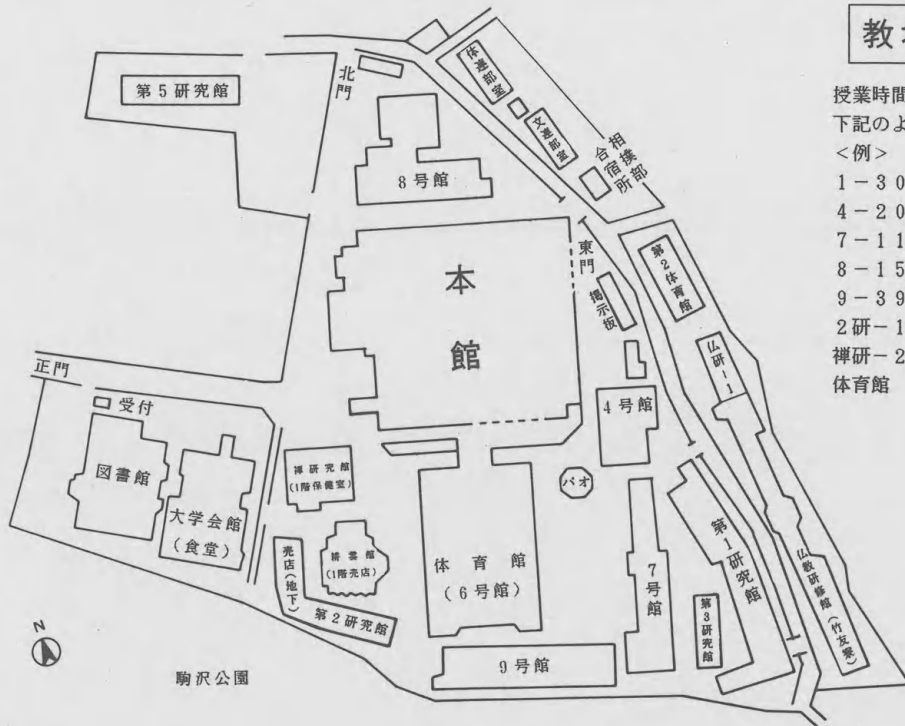 教
授業時間
下記のよ
<例>
1-30
4-20
7-11
8-15
9-39
2研-1
禅研-2
体育館
第5研究館
北門
体連部室
文連部室
相撲部
合宿所
8号館
本館
東門
掲示板
第2体育館
仏研-1
正門
受付
図書館
大学会館
(食堂)
禅研究館
(1階保健室)
耕雲館
(1階売店)
売店(地下)
第2研究館
体育館
(6号館)
4号館
パオ
7号館
第1研究館
第3研究館
仏教研修館(竹友寮)
9号館
N
駒沢公園